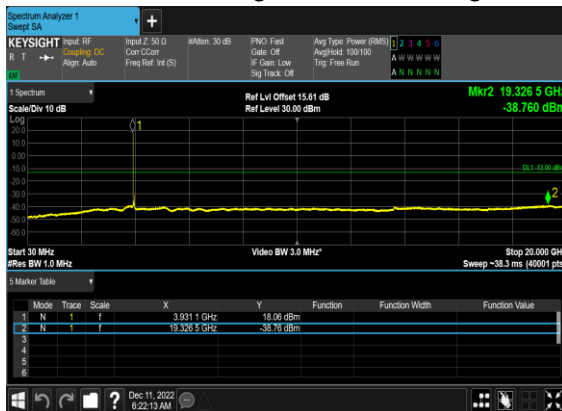 Spectrum Analyzer 1
Swept SA
KEYSIGHT Input: RF Input Z: 50 Ω #Atten: 30 dB PNO: Fast Avg Type: Power (RMS) 1 2 3 4 5 6
R T Coupling: DC Corr CCorr Gate: Off Avg|Hold: 100/100 A W W W W W
Align: Auto Freq Ref: Int (S) IF Gain: Low Trig: Free Run
Sig Track: Off A N N N N N
1 Spectrum Ref Lvl Offset 15.61 dB Mkr2 19.326 5 GHz
Scale/Div 10 dB Ref Level 30.00 dBm -38.760 dBm
Log
20.0 1
10.0
0.00
-10.0 DL1 -13.00 dB
-20.0
-30.0 2
-40.0
-50.0
-60.0
Start 30 MHz Video BW 3.0 MHz* Stop 20.000 GH
#Res BW 1.0 MHz Sweep ~38.3 ms (40001 pts
5 Marker Table
Mode Trace Scale X Y Function Function Width Function Value
1 N 1 f 3.931 1 GHz 18.06 dBm
2 N 1 f 19.326 5 GHz -38.76 dBm
3
4
5
6
? Dec 11, 2022
6:22:13 AM